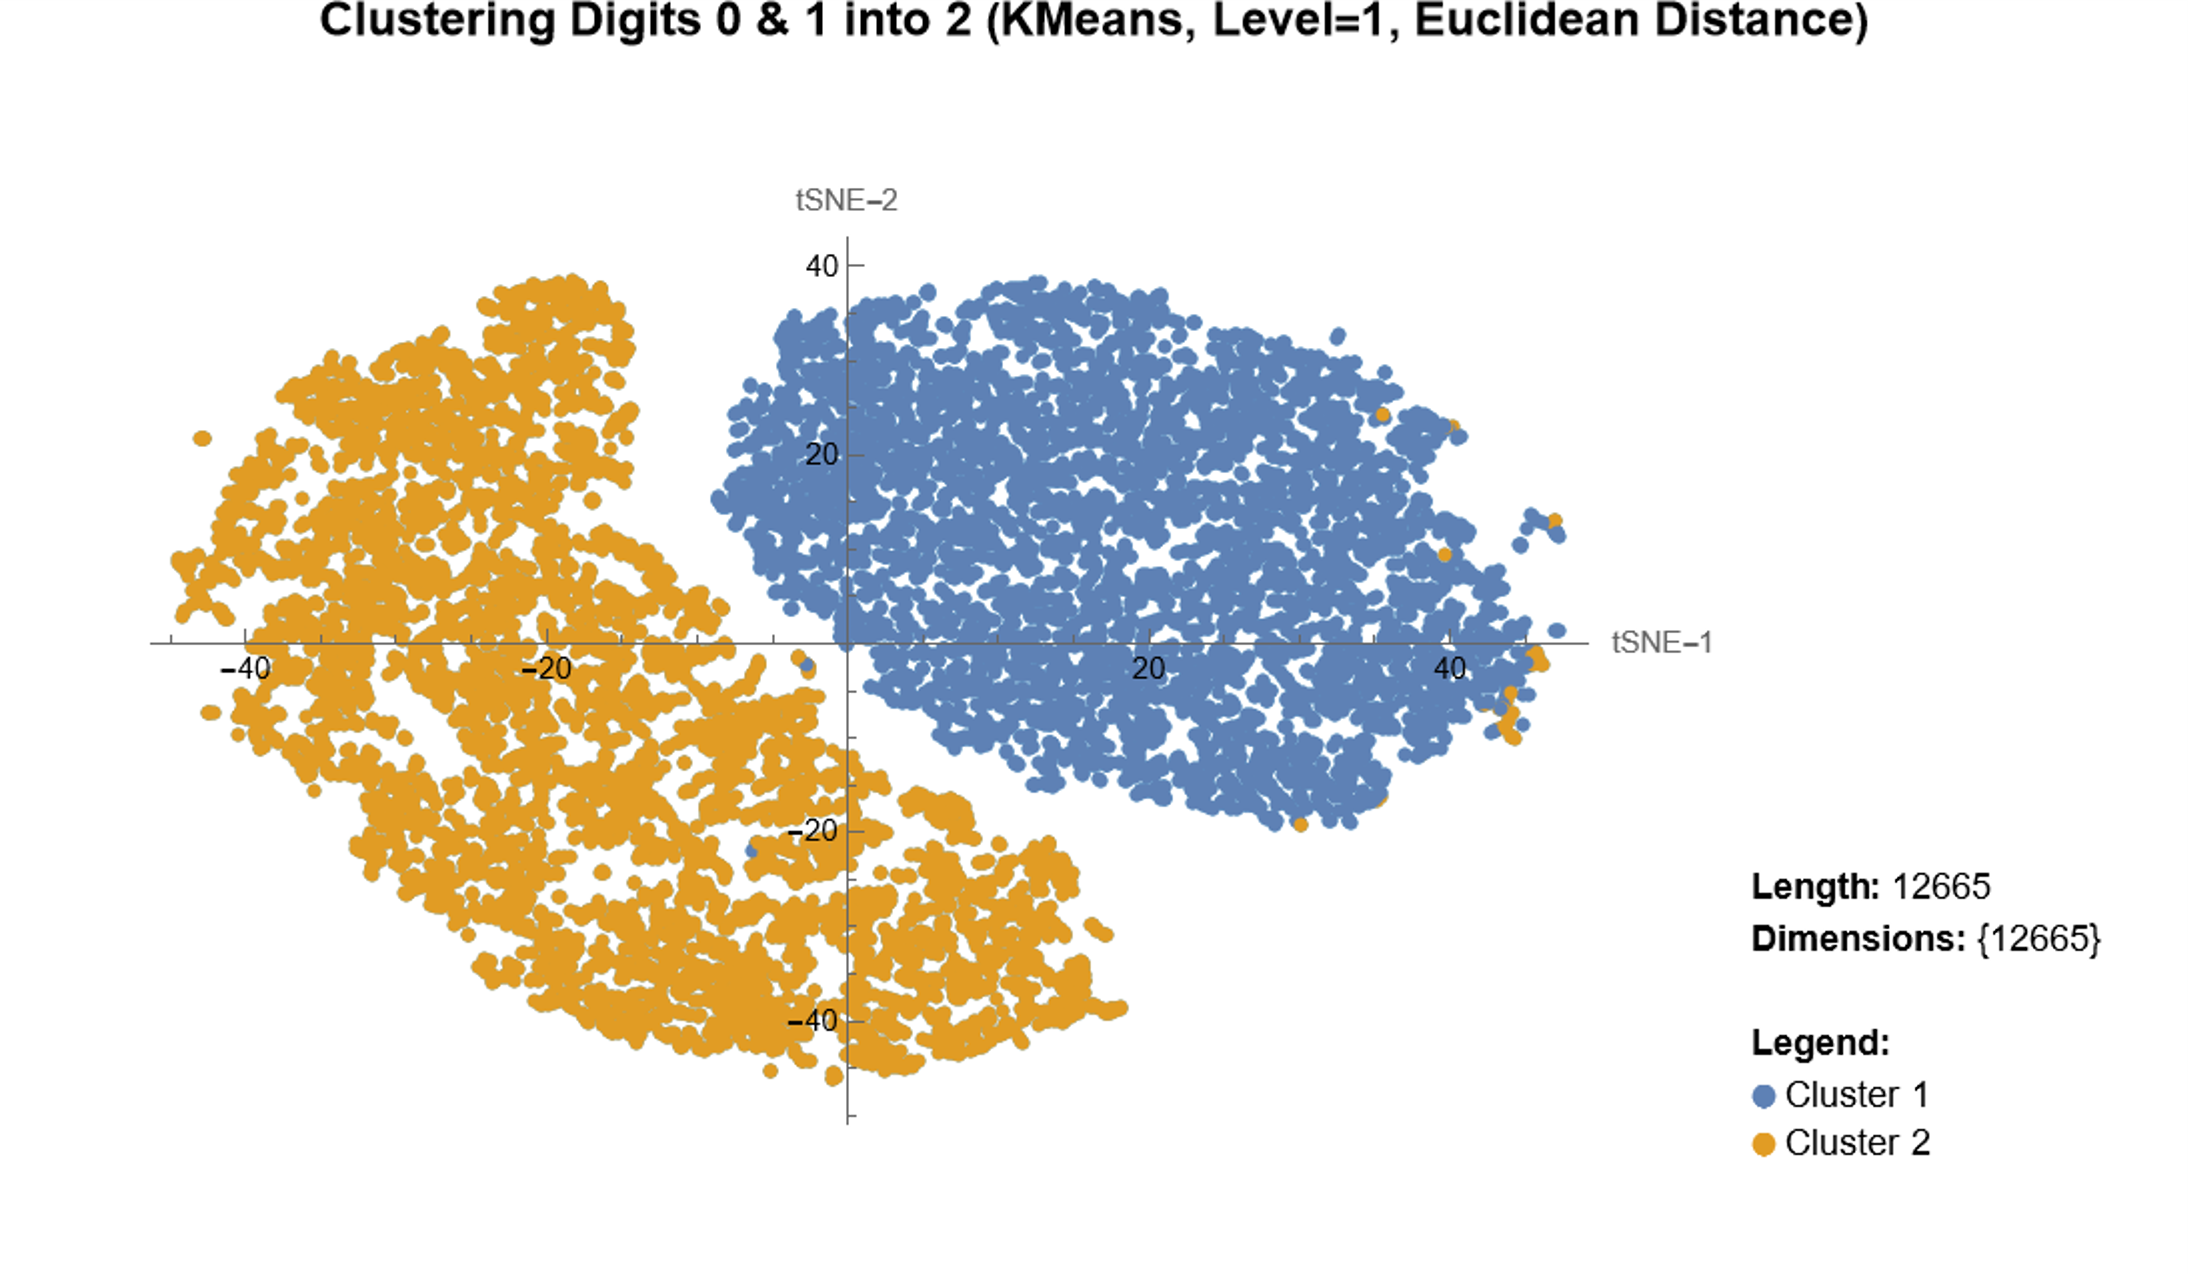 Clustering Digits 0 & 1 into 2 (KMeans, Level=1, Euclidean Distance)
tSNE−2
40
20
tSNE−1
−40
−20
20
40
−20
−40
Length: 12665
Dimensions: {12665}
Legend:
Cluster 1
Cluster 2